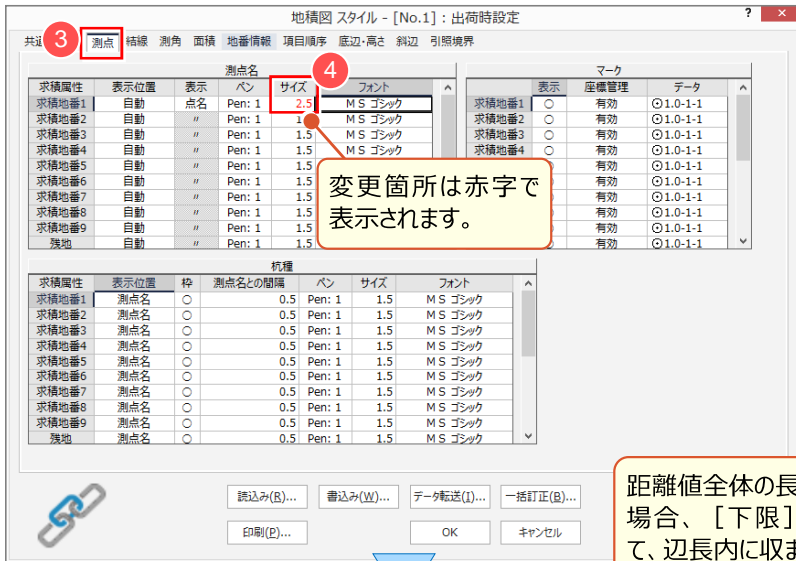 地積図 スタイル - [No.1] : 出荷時設定 ? ×
3 測点 結線 測角 面積 地番情報 項目順序 底辺・高さ 斜辺 引照境界
測点名
4
求積属性 表示位置 表示 ペン サイズ フォント
求積地番1 自動 点名 Pen: 1 2.5 ＭＳ ゴシック
求積地番2 自動 〃 Pen: 1 ＭＳ ゴシック
求積地番3 自動 〃 Pen: 1 1.5 ＭＳ ゴシック
求積地番4 自動 〃 Pen: 1 1.5 ＭＳ ゴシック
求積地番5 自動 〃 Pen: 1 1.5
求積地番6 自動 〃 Pen: 1 1.5
求積地番7 自動 〃 Pen: 1 1.5
求積地番8 自動 〃 Pen: 1 1.5
求積地番9 自動 〃 Pen: 1 1.5
残地 自動 〃 Pen: 1 1.5
マーク
表示 座標管理 データ
求積地番1 ○ 有効 ⊙1.0-1-1
求積地番2 ○ 有効 ⊙1.0-1-1
求積地番3 ○ 有効 ⊙1.0-1-1
求積地番4 ○ 有効 ⊙1.0-1-1
有効 ⊙1.0-1-1
有効 ⊙1.0-1-1
有効 ⊙1.0-1-1
有効 ⊙1.0-1-1
有効 ⊙1.0-1-1
有効 ⊙1.0-1-1
変更箇所は赤字で
表示されます。
杭種
求積属性 表示位置 枠 測点名との間隔 ペン サイズ フォント
求積地番1 測点名 ○ 0.5 Pen: 1 1.5 ＭＳ ゴシック
求積地番2 測点名 ○ 0.5 Pen: 1 1.5 ＭＳ ゴシック
求積地番3 測点名 ○ 0.5 Pen: 1 1.5 ＭＳ ゴシック
求積地番4 測点名 ○ 0.5 Pen: 1 1.5 ＭＳ ゴシック
求積地番5 測点名 ○ 0.5 Pen: 1 1.5 ＭＳ ゴシック
求積地番6 測点名 ○ 0.5 Pen: 1 1.5 ＭＳ ゴシック
求積地番7 測点名 ○ 0.5 Pen: 1 1.5 ＭＳ ゴシック
求積地番8 測点名 ○ 0.5 Pen: 1 1.5 ＭＳ ゴシック
求積地番9 測点名 ○ 0.5 Pen: 1 1.5 ＭＳ ゴシック
残地 測点名 ○ 0.5 Pen: 1 1.5 ＭＳ ゴシック
読込み(R)... 書込み(W)... データ転送(I)... 一括訂正(B)...
印刷(P)... OK キャンセル
距離値全体の長
場合、［下限］
て、辺長内に収ま